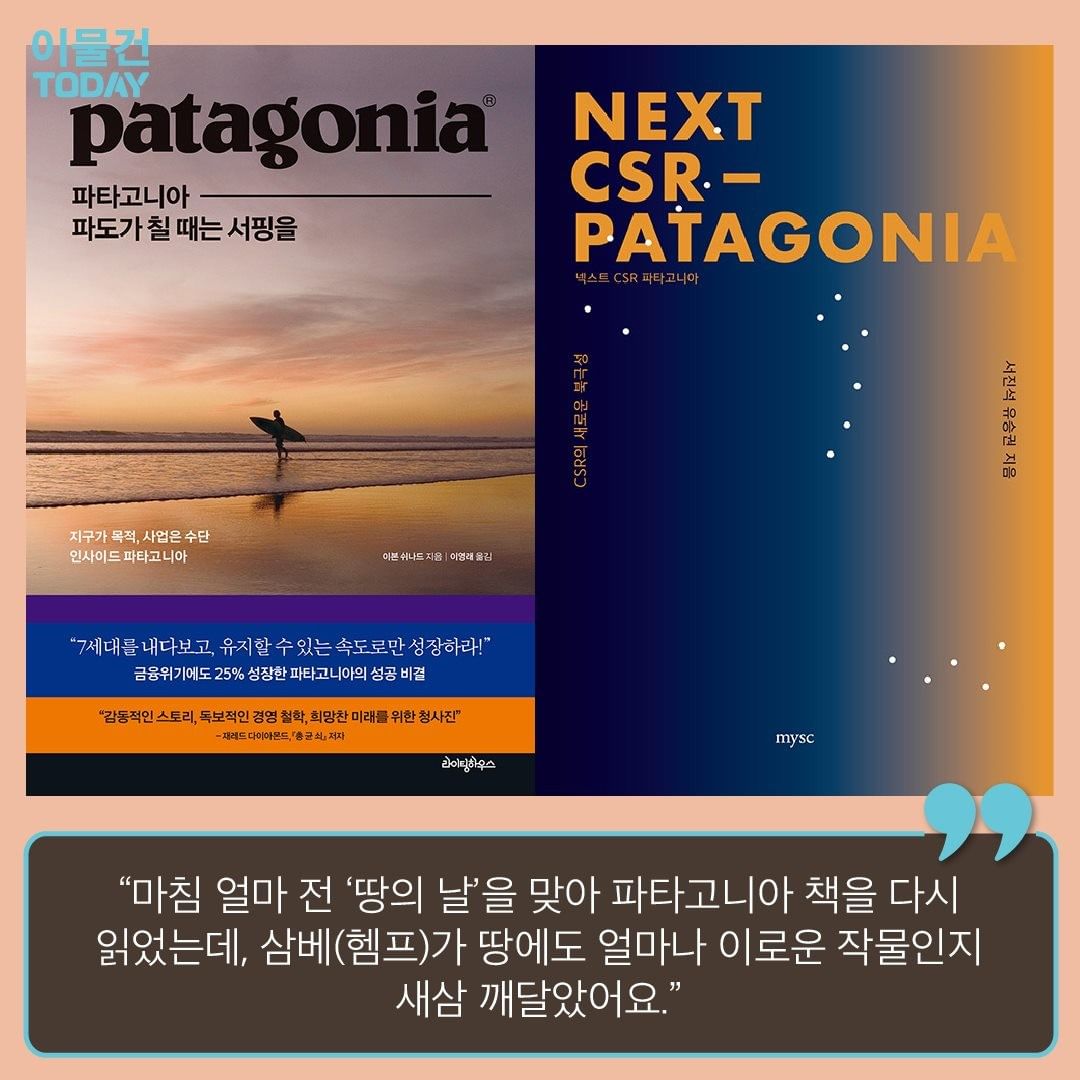 이물건
TODAY
patagonia®
파타고니아
파도가 칠 때는 서핑을
지구가 목적, 사업은 수단
인사이드 파타고니아
이본 쉬나드 지음 | 이영래 옮김
“7세대를 내다보고, 유지할 수 있는 속도로만 성장하라!”
금융위기에도 25% 성장한 파타고니아의 성공 비결
“감동적인 스토리, 독보적인 경영 철학, 희망찬 미래를 위한 청사진”
– 재레드 다이아몬드, 『총 균 쇠』 저자
라이팅하우스
NEXT
CSR –
PATAGONIA
넥스트 CSR 파타고니아
CSR의 새로운 북극성
서진석 유승권 지음
mysc
“마침 얼마 전 ‘땅의 날’을 맞아 파타고니아 책을 다시
읽었는데, 삼베(헴프)가 땅에도 얼마나 이로운 작물인지
새삼 깨달았어요.”